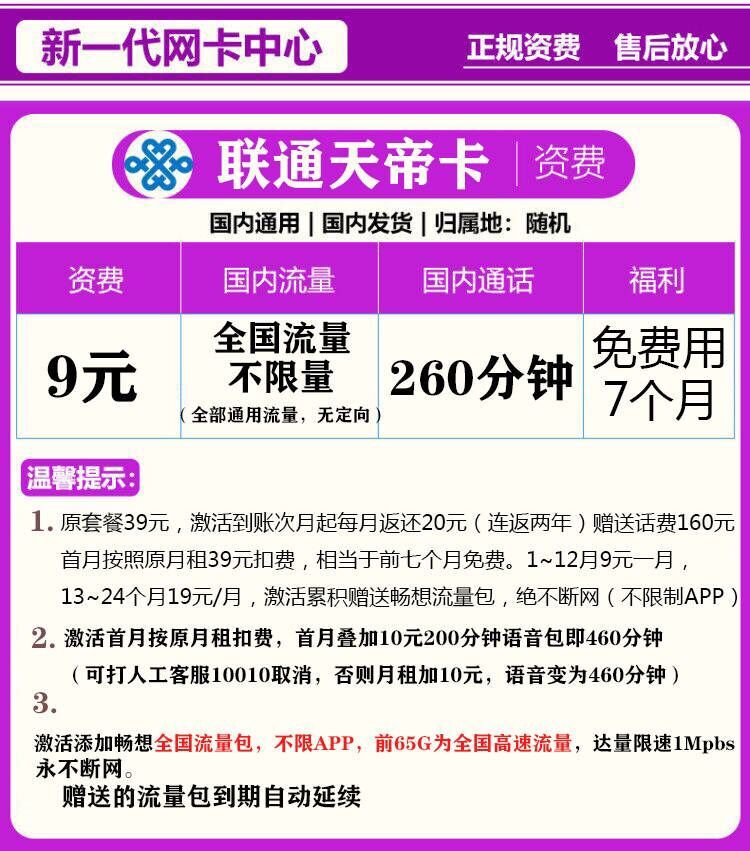 新一代网卡中心
正规资费 售后放心
联通天帝卡 | 资费
国内通用 | 国内发货 | 归属地：随机
资费 国内流量 国内通话 福利
9元
全国流量
不限量
（全部通用流量，无定向）
260分钟
免费用
7个月
温馨提示：
1. 原套餐39元，激活到账次月起每月返还20元（连返两年）赠送话费160元
首月按照原月租39元扣费，相当于前七个月免费。1~12月9元一月，
13~24个月19元/月，激活累积赠送畅想流量包，绝不断网（不限制APP）
2. 激活首月按原月租扣费，首月叠加10元200分钟语音包即460分钟
（可打人工客服10010取消，否则月租加10元，语音变为460分钟）
3.
激活添加畅想全国流量包，不限APP，前65G为全国高速流量，达量限速1Mpbs
永不断网。
赠送的流量包到期自动延续